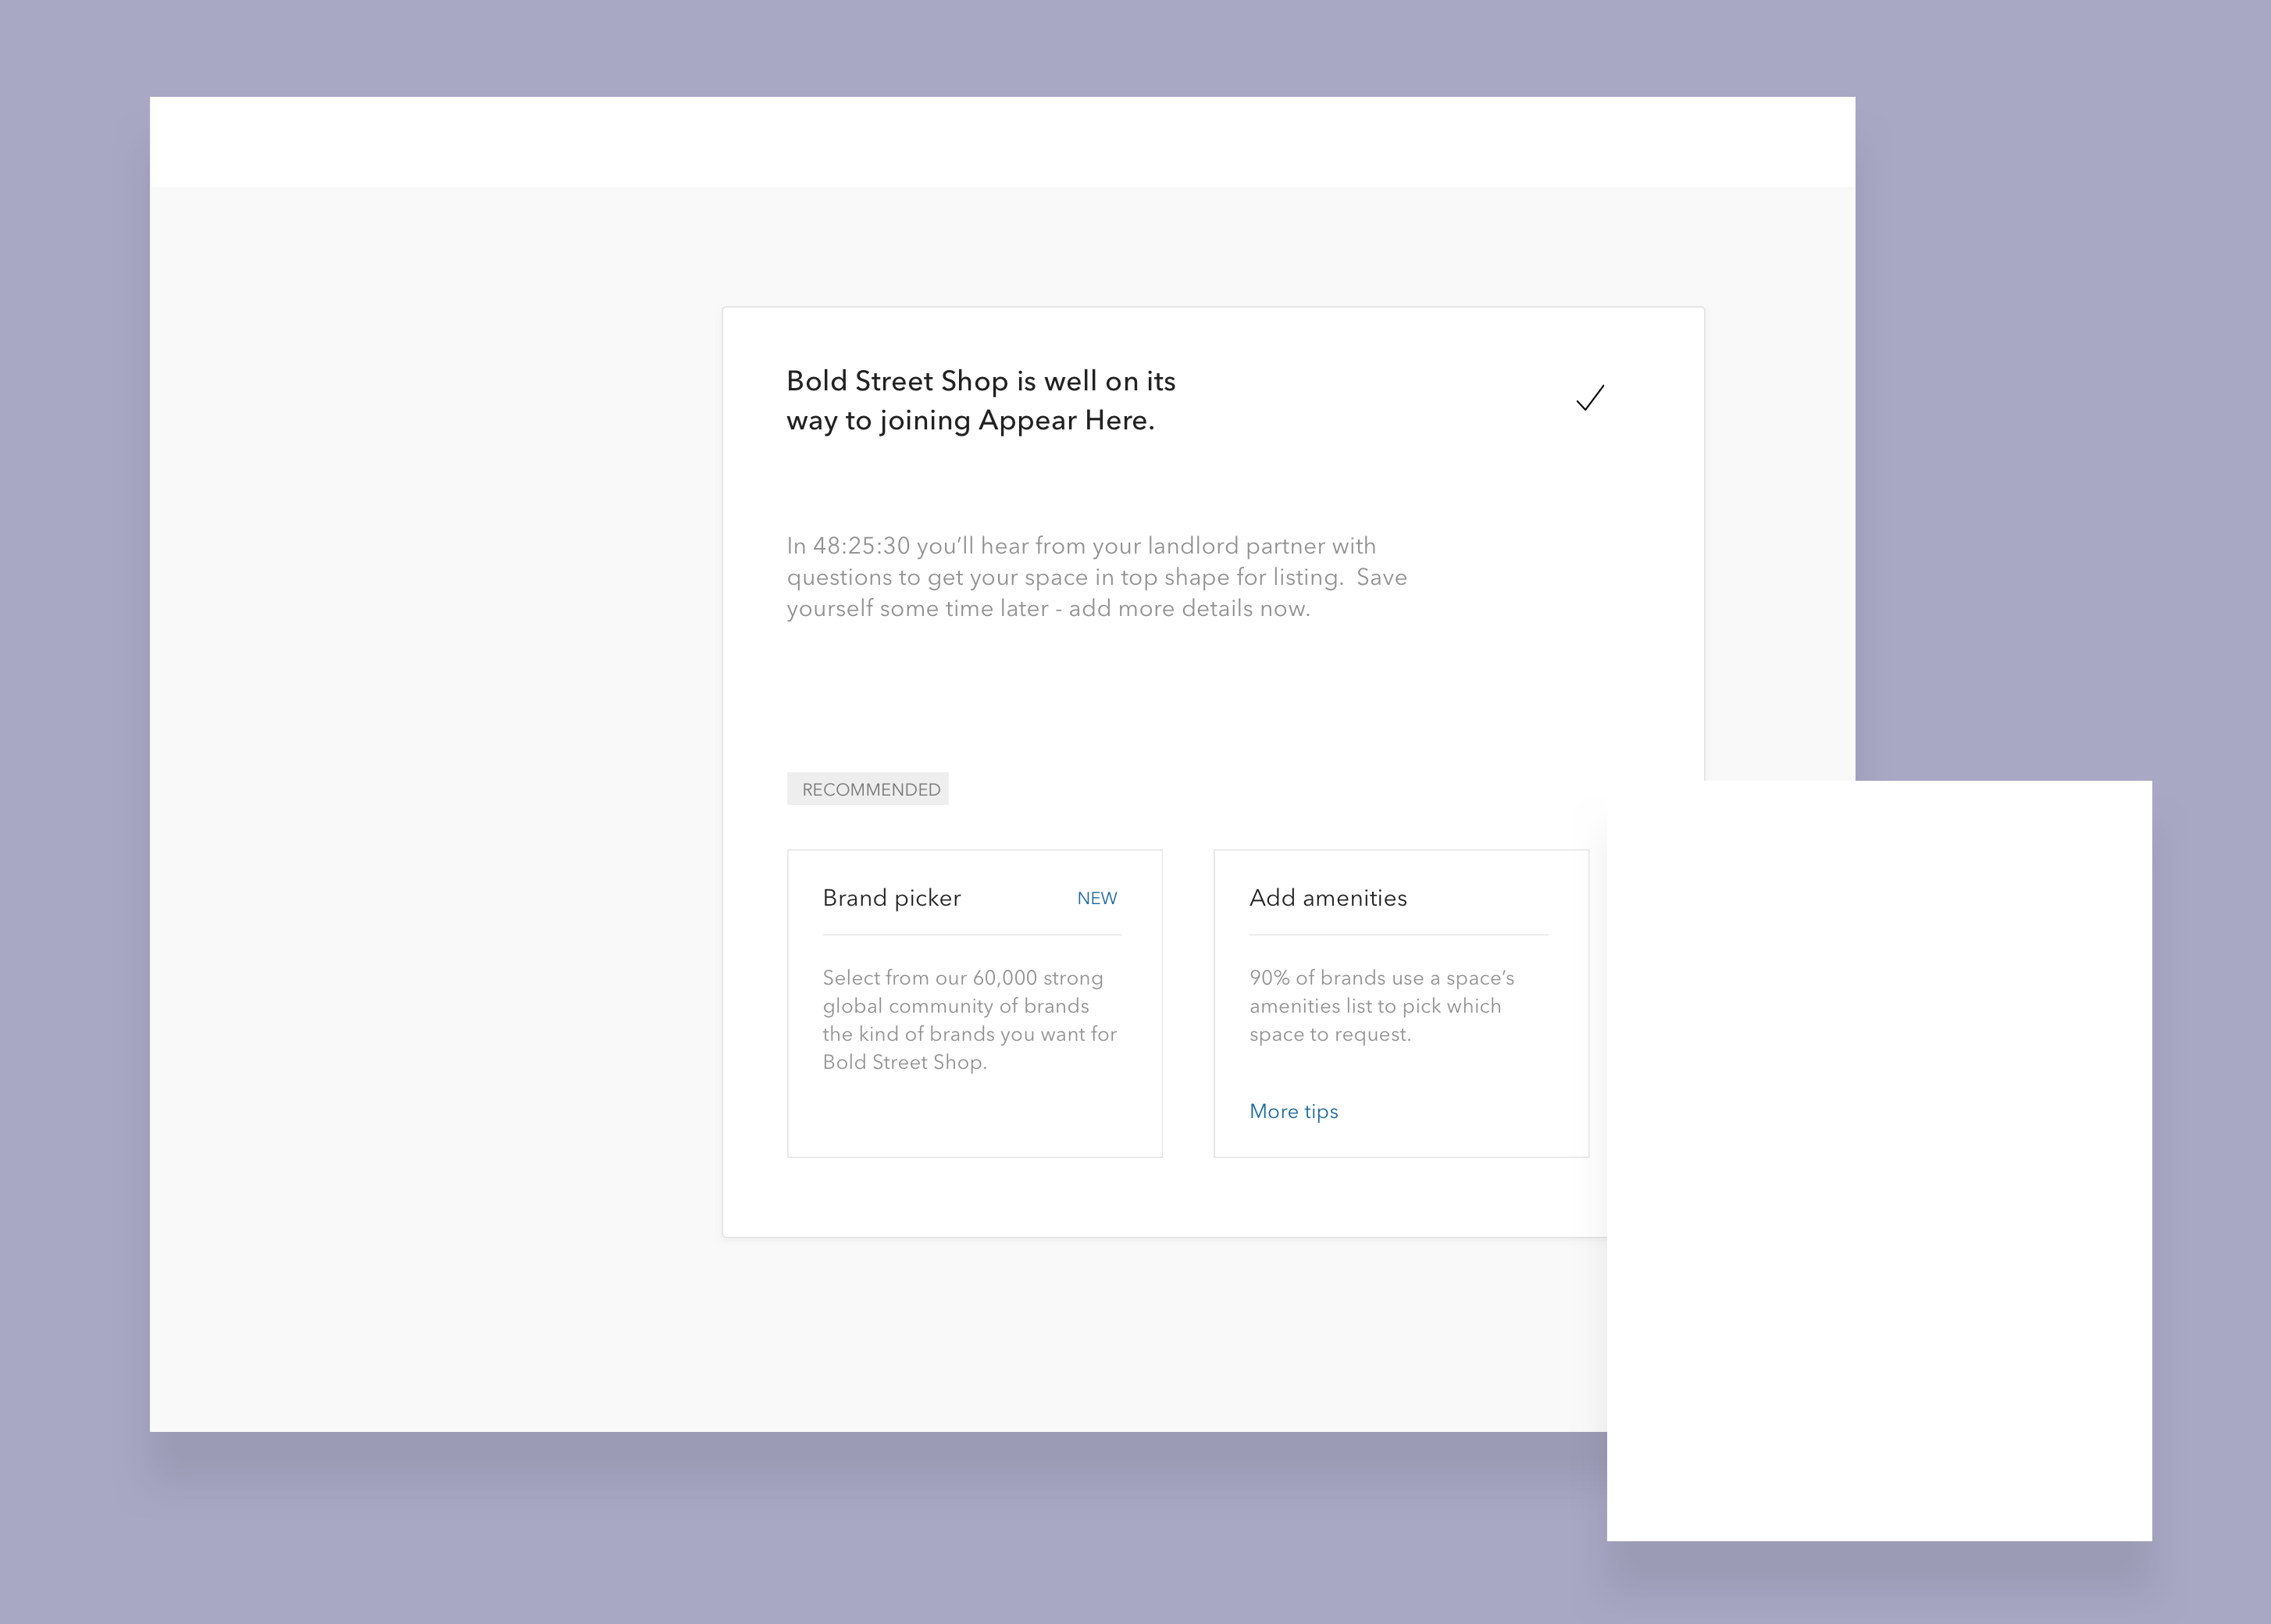 Bold Street Shop is well on its
way to joining Appear Here.
In 48:25:30 you’ll hear from your landlord partner with
questions to get your space in top shape for listing.  Save
yourself some time later - add more details now.
RECOMMENDED
Brand picker NEW
Select from our 60,000 strong
global community of brands
the kind of brands you want for
Bold Street Shop.
Add amenities
90% of brands use a space’s
amenities list to pick which
space to request.
More tips